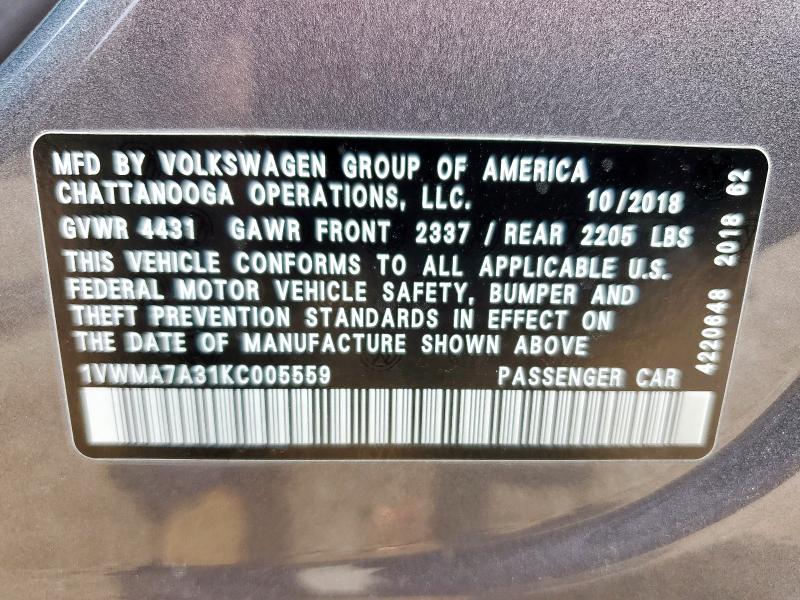 MFD BY VOLKSWAGEN GROUP OF AMERICA
CHATTANOOGA OPERATIONS, LLC. 10/2018
GVWR 4431 GAWR FRONT 2337 / REAR 2205 LBS
THIS VEHICLE CONFORMS TO ALL APPLICABLE U.S.
FEDERAL MOTOR VEHICLE SAFETY, BUMPER AND
THEFT PREVENTION STANDARDS IN EFFECT ON
THE DATE OF MANUFACTURE SHOWN ABOVE
1VWMA7A31KC005559 PASSENGER CAR
4220648 2018 62